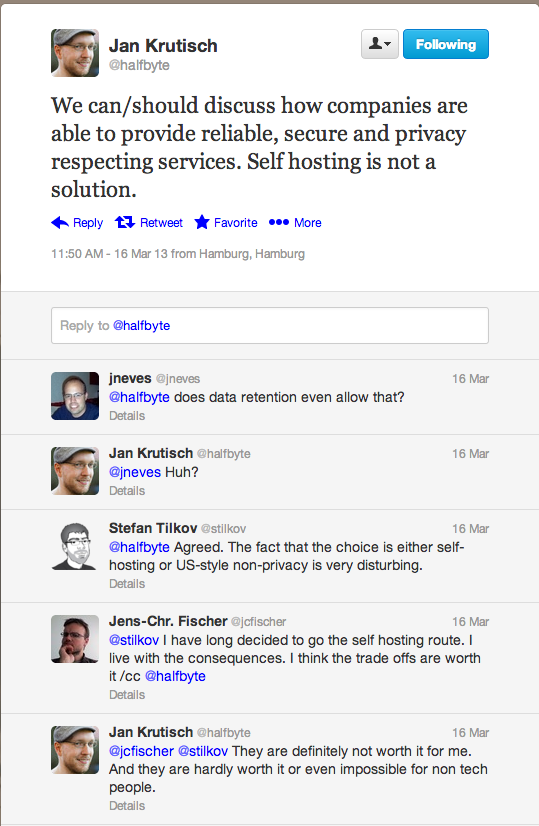 Jan Krutisch
@halfbyte
Following
We can/should discuss how companies are
able to provide reliable, secure and privacy
respecting services. Self hosting is not a
solution.
Reply Retweet Favorite More
11:50 AM - 16 Mar 13 from Hamburg, Hamburg
Reply to @halfbyte
jneves @jneves 16 Mar
@halfbyte does data retention even allow that?
Details
Jan Krutisch @halfbyte 16 Mar
@jneves Huh?
Details
Stefan Tilkov @stilkov 16 Mar
@halfbyte Agreed. The fact that the choice is either self-
hosting or US-style non-privacy is very disturbing.
Details
Jens-Chr. Fischer @jcfischer 16 Mar
@stilkov I have long decided to go the self hosting route. I
live with the consequences. I think the trade offs are worth
it /cc @halfbyte
Details
Jan Krutisch @halfbyte 16 Mar
@jcfischer @stilkov They are definitely not worth it for me.
And they are hardly worth it or even impossible for non tech
people.
Details